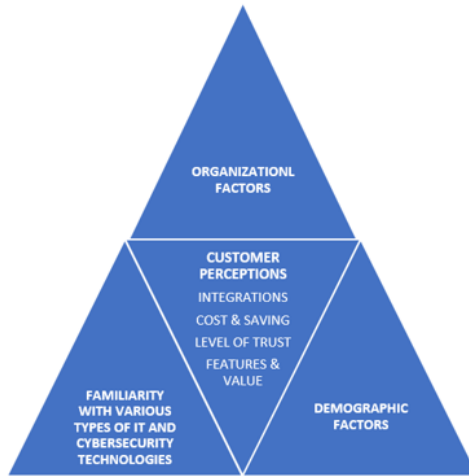 ORGANIZATIONL
FACTORS
CUSTOMER
PERCEPTIONS
INTEGRATIONS
COST & SAVING
LEVEL OF TRUST
FEATURES &
VALUE
FAMILIARITY
WITH VARIOUS
TYPES OF IT AND
CYBERSECURITY
TECHNOLOGIES
DEMOGRAPHIC
FACTORS